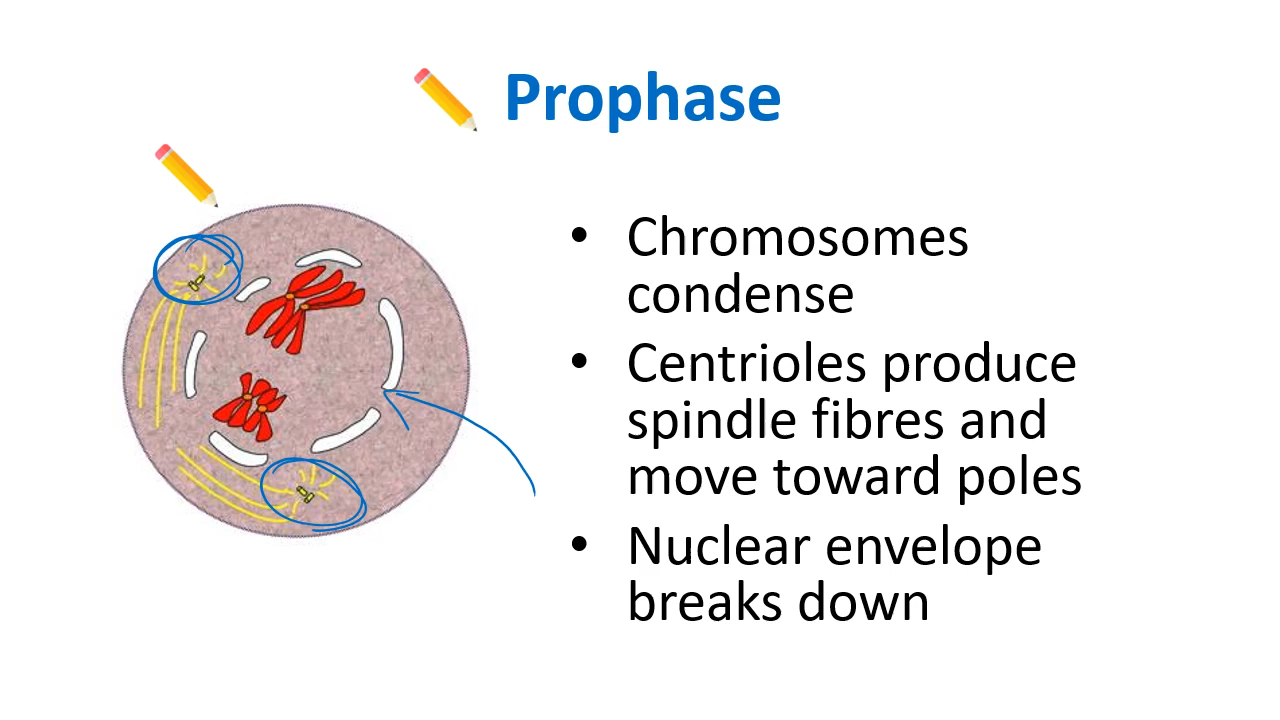 Prophase
• Chromosomes
condense
• Centrioles produce
spindle fibres and
move toward poles
• Nuclear envelope
breaks down